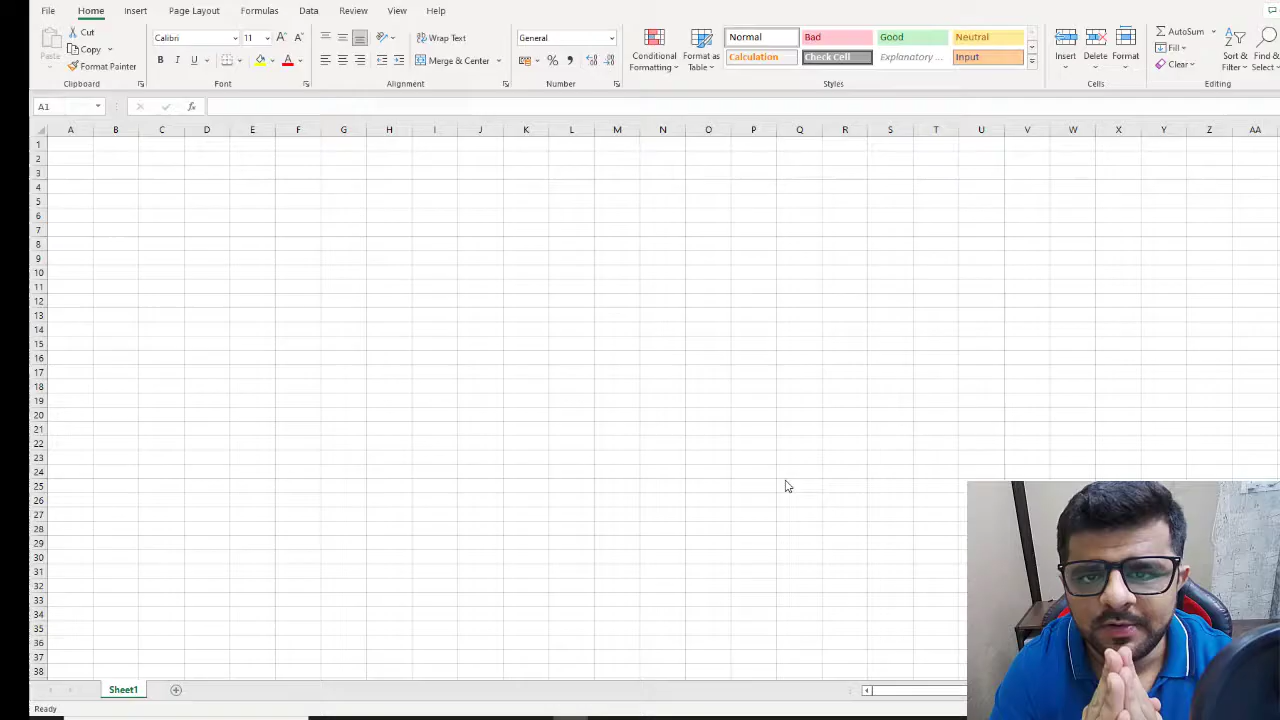 File Home Insert Page Layout Formulas Data Review View Help
Cut
Copy
Format Painter
Paste
Clipboard
Calibri 11 A A
B I U A
Font
Wrap Text
Merge & Center
Alignment
General
%
Number
Conditional Formatting
Format as Table
Normal Bad Good Neutral
Calculation Check Cell Explanatory ... Input
Styles
Insert Delete Format
Cells
AutoSum
Fill
Clear
Sort & Filter
Find & Select
Editing
A1 fx
A B C D E F G H I J K L M N O P Q R S T U V W X Y Z AA
1
2
3
4
5
6
7
8
9
10
11
12
13
14
15
16
17
18
19
20
21
22
23
24
25
26
27
28
29
30
31
32
33
34
35
36
37
38
Sheet1
Ready